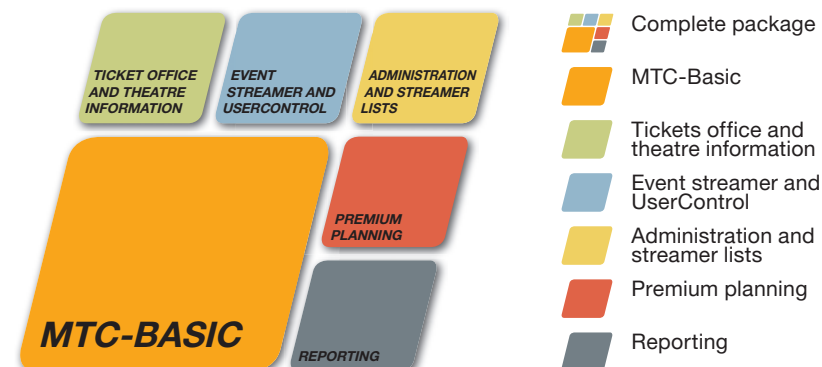 TICKET OFFICE
AND THEATRE
INFORMATION
EVENT
STREAMER AND
USERCONTROL
ADMINISTRATION
AND STREAMER
LISTS
PREMIUM
PLANNING
MTC-BASIC
REPORTING
Complete package
MTC-Basic
Tickets office and
theatre information
Event streamer and
UserControl
Administration and
streamer lists
Premium planning
Reporting